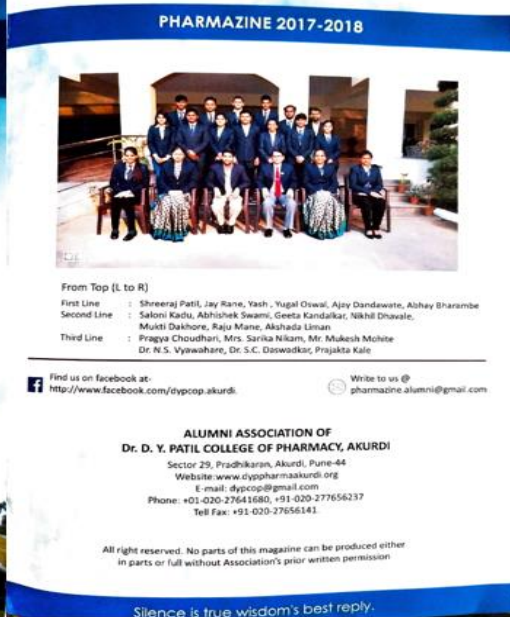 PHARMAZINE 2017-2018
From Top (L to R)
First Line : Shreeraj Patil, Jay Rane, Yash , Yugal Oswal, Ajay Dandawate, Abhay Bharambe
Second Line : Saloni Kadu, Abhishek Swami, Geeta Kandalkar, Nikhil Dhavale,
Mukti Dakhore, Raju Mane, Akshada Liman
Third Line : Pragya Choudhari, Mrs. Sarika Nikam, Mr. Mukesh Mohite
Dr. N.S. Vyawahare, Dr. S.C. Daswadkar, Prajakta Kale
f Find us on facebook at-
http://www.facebook.com/dypcop.akurdi.
Write to us @
pharmazine.alumni@gmail.com
ALUMNI ASSOCIATION OF
Dr. D. Y. PATIL COLLEGE OF PHARMACY, AKURDI
Sector 29, Pradhikaran, Akurdi, Pune-44
Website:www.dyppharmaakurdi.org
E-mail: dypcop@gmail.com
Phone: +01-020-27641680, +91-020-277656237
Tell Fax: +91-020-27656141
All right reserved. No parts of this magazine can be produced either
in parts or full without Association's prior written permission
Silence is true wisdom's best reply.